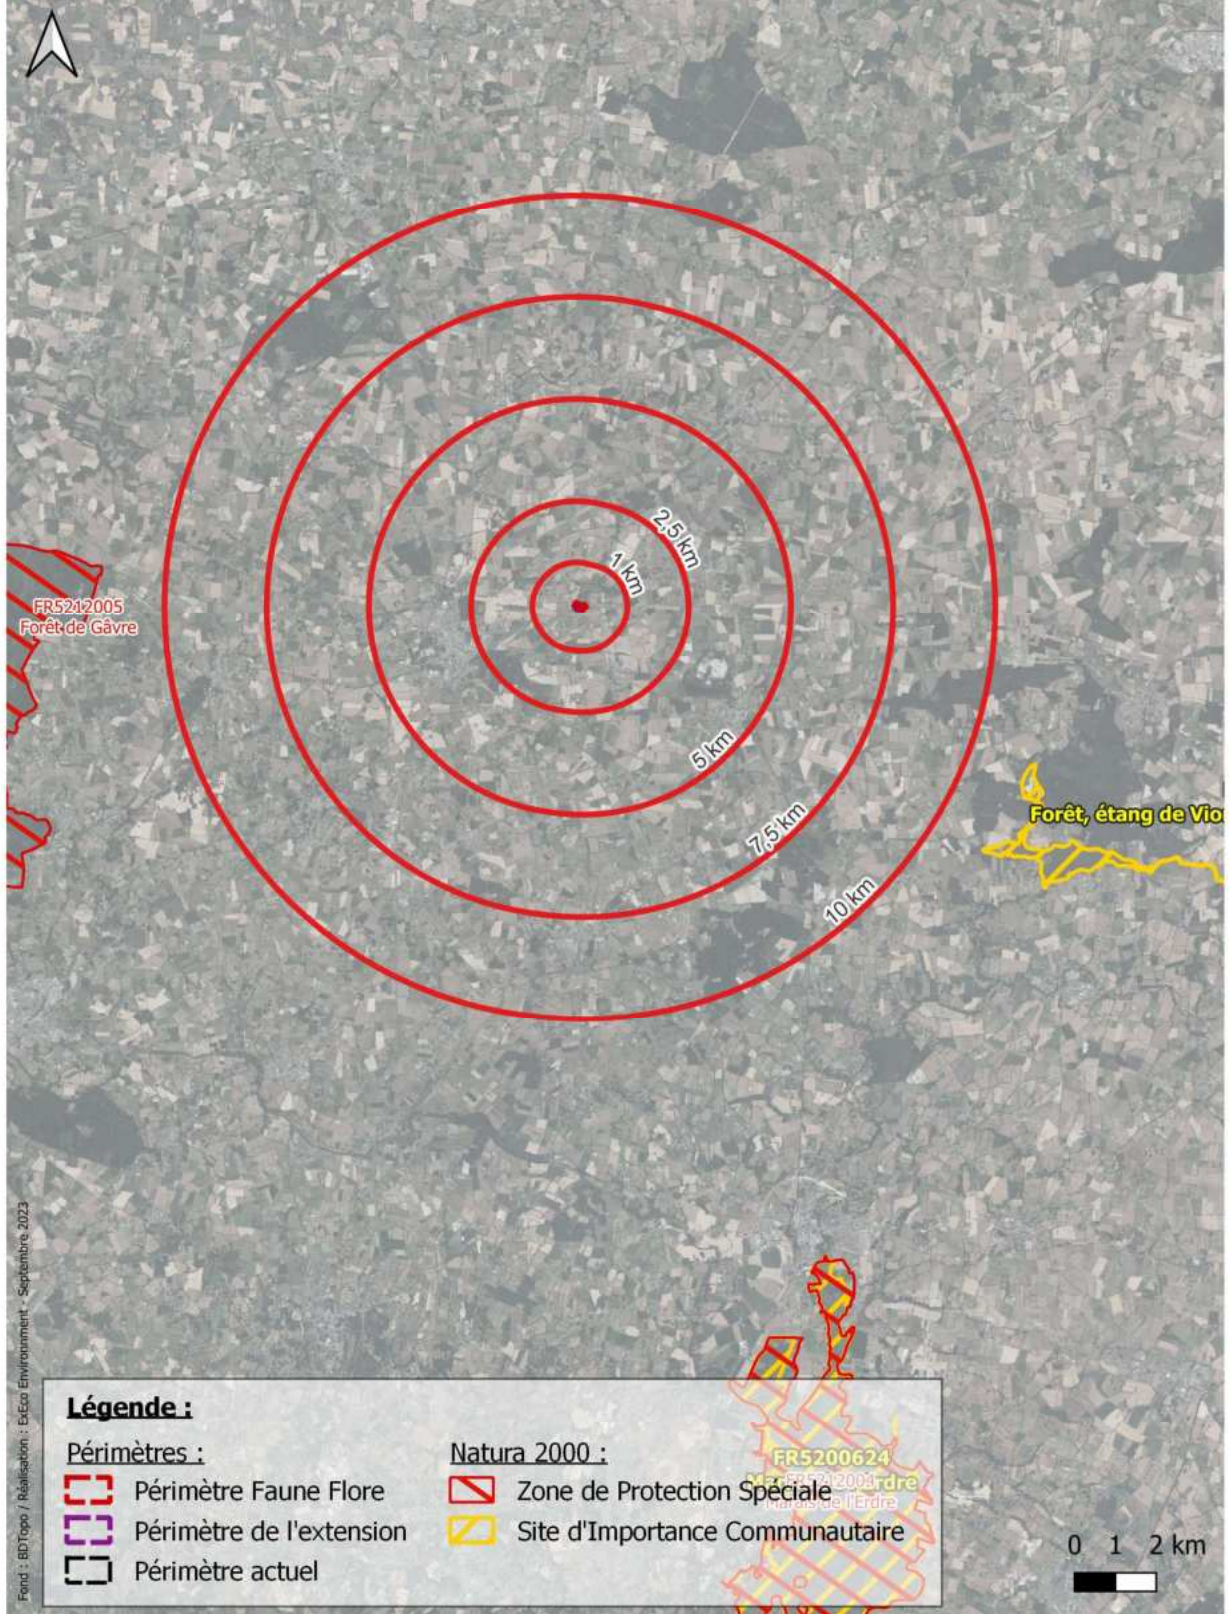 FR5212005
Forêt de Gâvre
2,5 km
1 km
5 km
7,5 km
10 km
Forêt, étang de Vio
Légende :
Périmètres :
Périmètre Faune Flore
Périmètre de l'extension
Périmètre actuel
Natura 2000 :
Zone de Protection Spéciale
Site d'Importance Communautaire
FR5200624
Marais de l'Erdre
0 1 2 km
Fond : BDTopo / Réalisation : ExEco Environnment - Septembre 2023